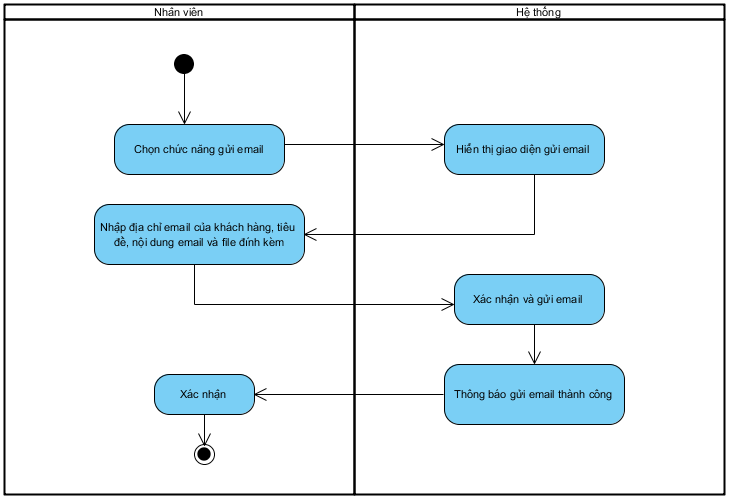 Nhân viên
Hệ thống
Chọn chức năng gửi email
Hiển thị giao diện gửi email
Nhập địa chỉ email của khách hàng, tiêu
đề, nội dung email và file đính kèm
Xác nhận và gửi email
Xác nhận
Thông báo gửi email thành công